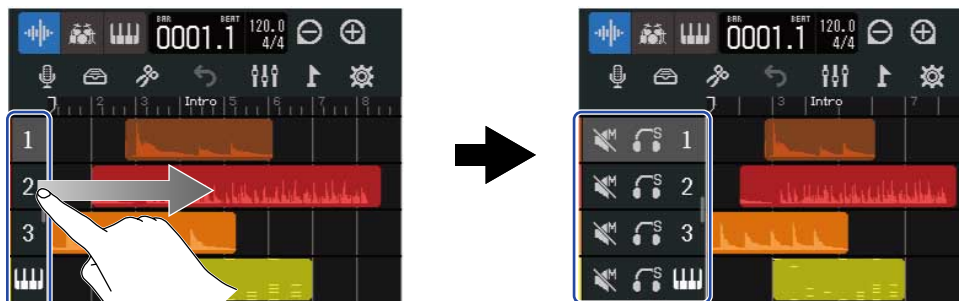 BAR BEAT
0001.1 120.0 4/4
1 2 3 Intro 5 6 7 8
1
2
3
BAR BEAT
0001.1 120.0 4/4
1 3 Intro 7
M S 1
M S 2
M S 3
M S